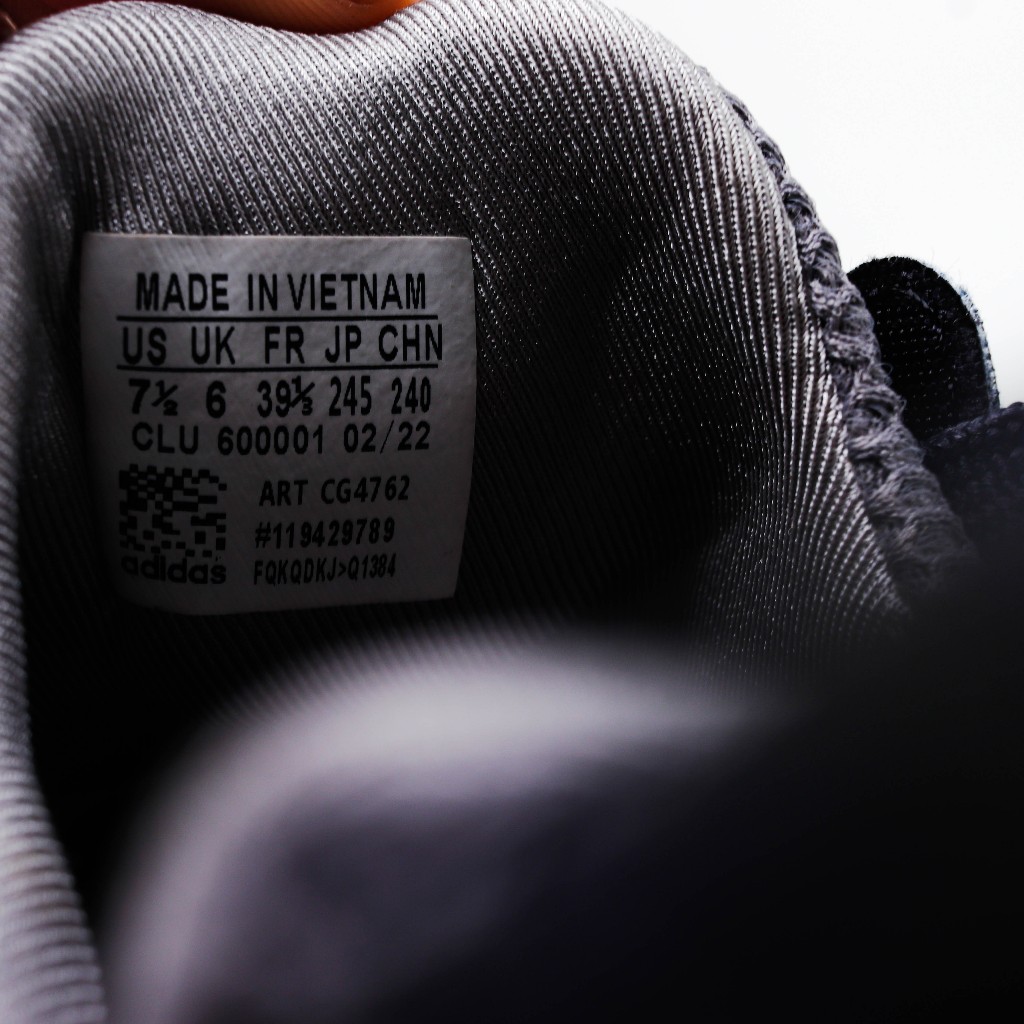 MADE IN VIETNAM
US UK FR JP CHN
7½ 6 39⅓ 245 240
CLU 600001 02/22
ART CG4762
#119429789
adidas FQKQDKJ>Q1384